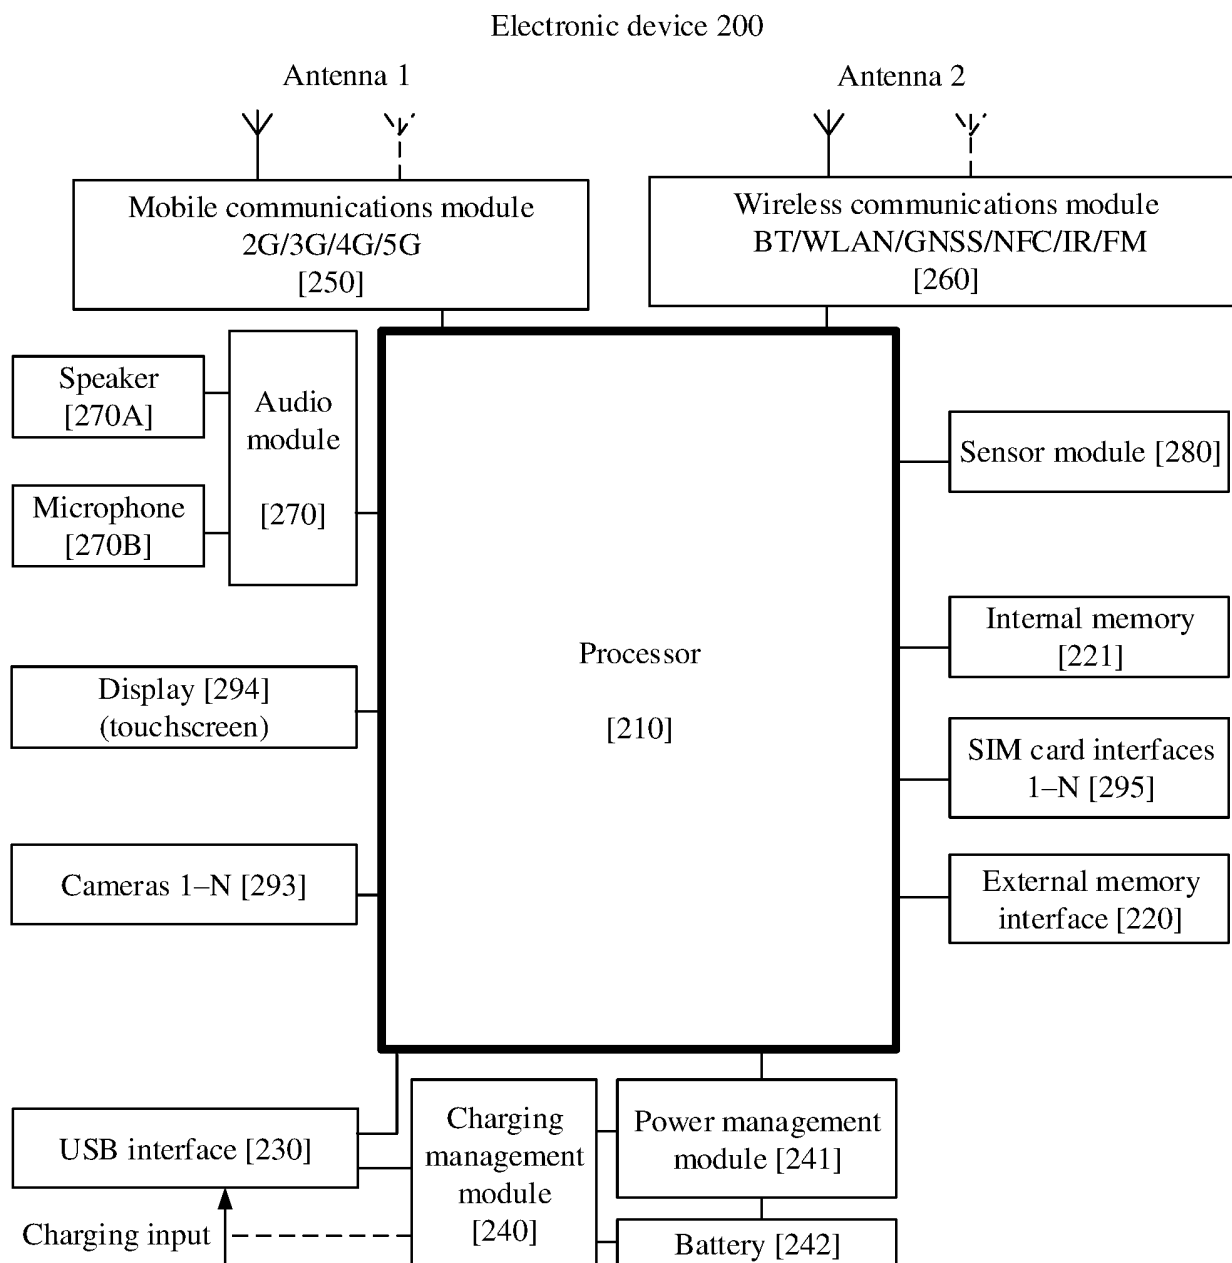 Electronic device 200
Antenna 1
Antenna 2
Mobile communications module
2G/3G/4G/5G
[250]
Wireless communications module
BT/WLAN/GNSS/NFC/IR/FM
[260]
Speaker
[270A]
Audio
module
[270]
Microphone
[270B]
Sensor module [280]
Processor
[210]
Internal memory
[221]
Display [294]
(touchscreen)
SIM card interfaces
1–N [295]
Cameras 1–N [293]
External memory
interface [220]
USB interface [230]
Charging
management
module
[240]
Power management
module [241]
Charging input
Battery [242]